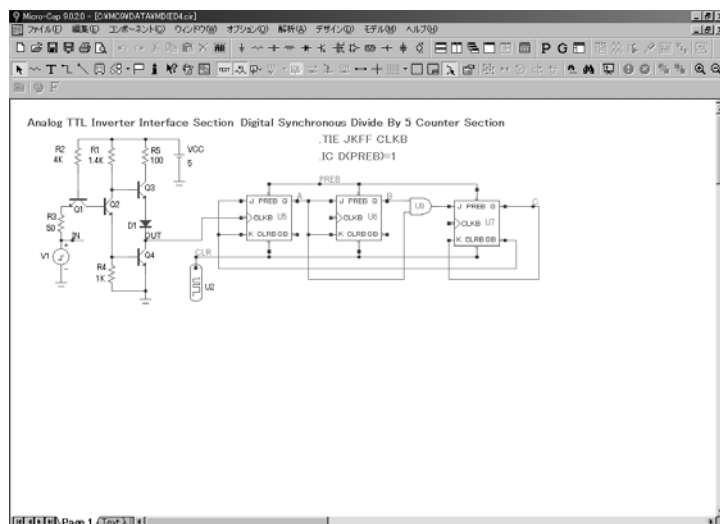 Micro-Cap 9.0.2.0 - [C:\MC9\DATA\MIXED4.cir]
ファイル(F) 編集(E) コンポーネント(C) ウィンドウ(W) オプション(O) 解析(A) デザイン(D) モデル(M) ヘルプ(H)
Analog TTL Inverter Interface Section Digital Synchronous Divide By 5 Counter Section
.TIE JKFF CLKB
.IC D(PREB)=1
R2
4K
R1
1.4K
R5
100
VCC
5
Q1
Q2
Q3
D1
OUT
Q4
R3
50
IN
V1
R4
1K
CLR
U2
PREB
A
B
C
J PREB Q
CLKB U5
K CLRB QB
J PREB Q
CLKB U6
K CLRB QB
U8
J PREB Q
CLKB U7
K CLRB QB
Page 1 Text